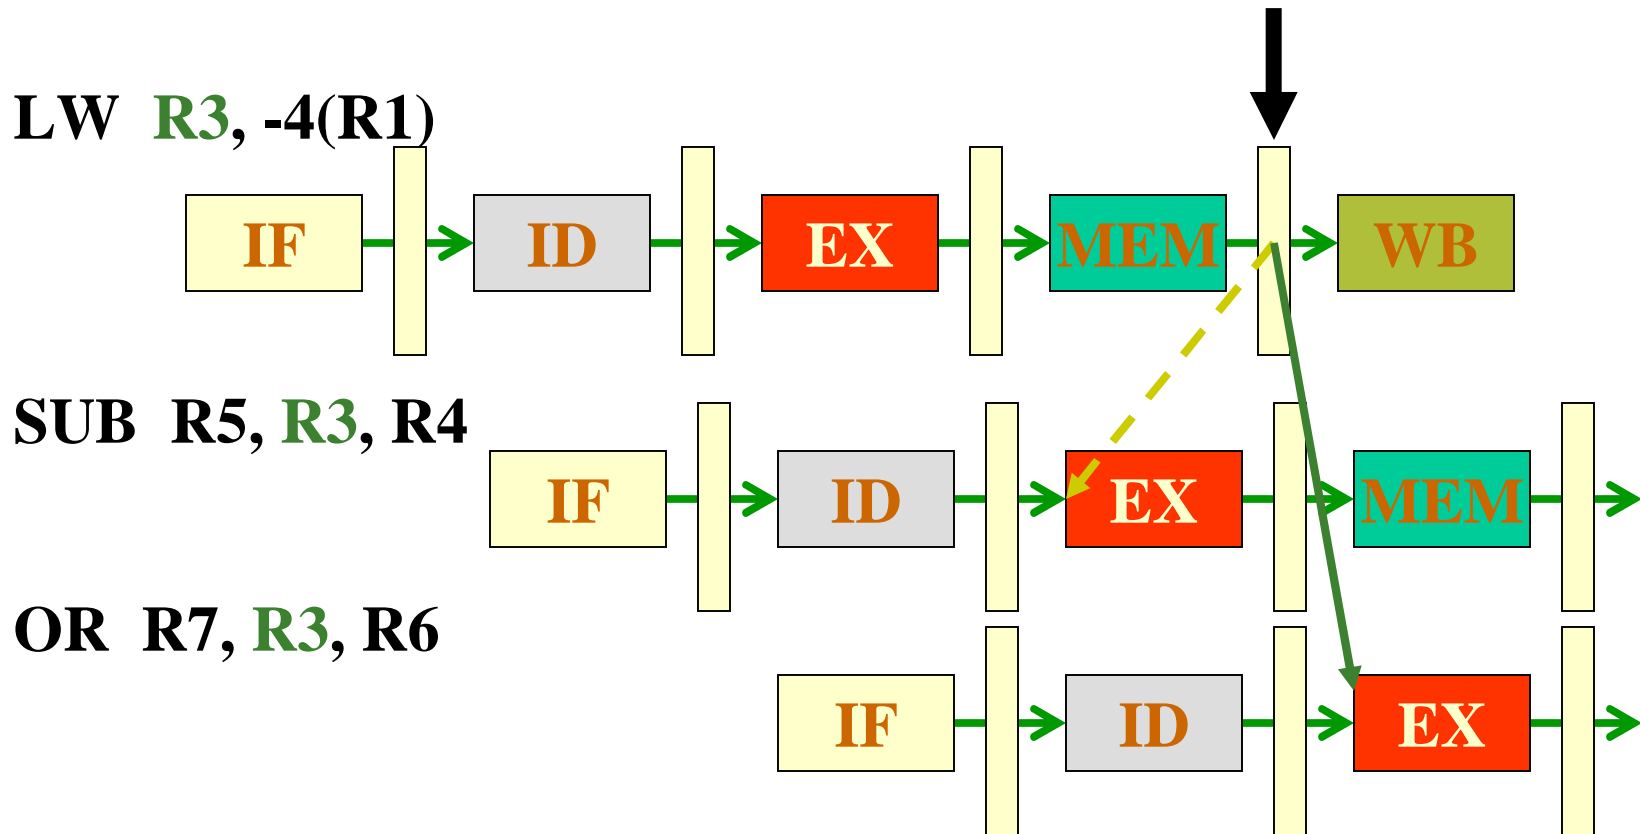 LW R3, -4(R1)
IF ID EX MEM WB
SUB R5, R3, R4
IF ID EX MEM
OR R7, R3, R6
IF ID EX